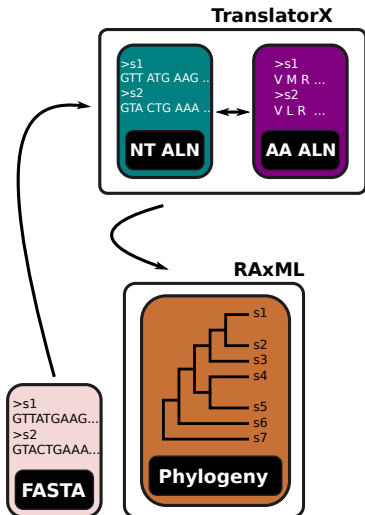 TranslatorX
>s1
GTT ATG AAG ..
>s2
GTA CTG AAA ..
NT ALN
>s1
V M R ...
>s2
V L R ...
AA ALN
RAxML
s1
s2
s3
s4
s5
s6
s7
Phylogeny
>s1
GTTATGAAG...
>s2
GTACTGAAA...
FASTA